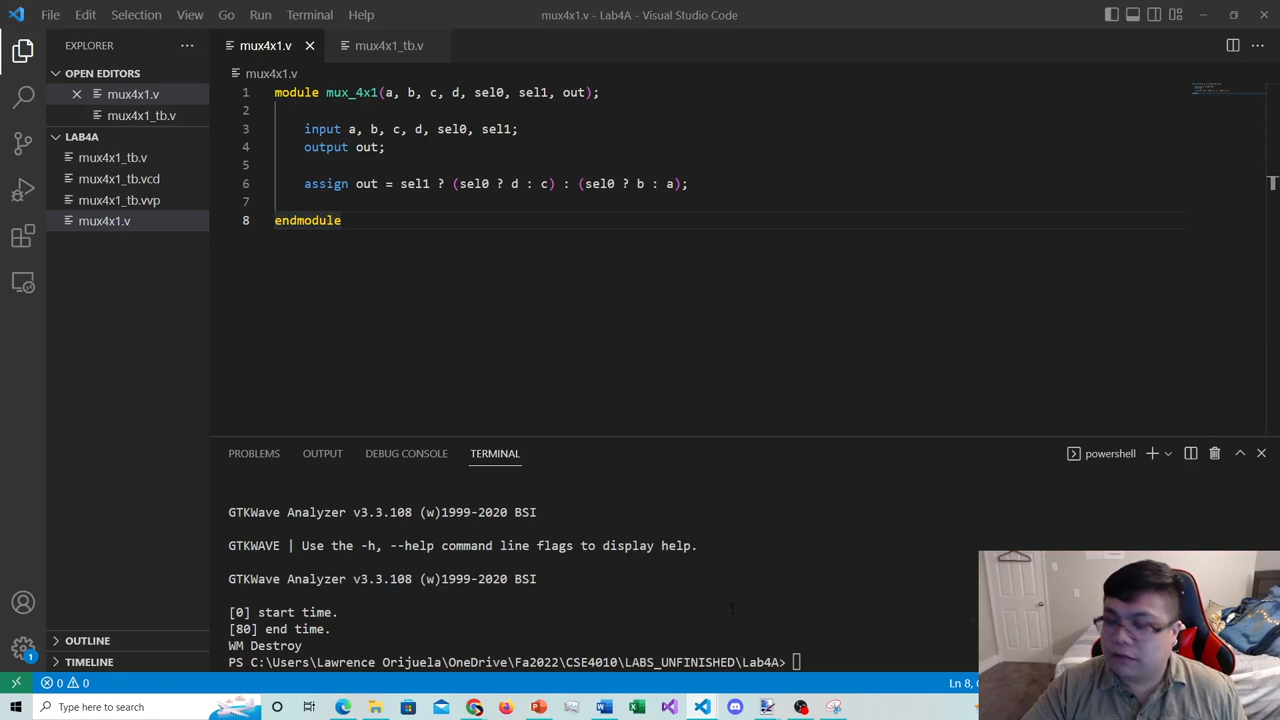 File Edit Selection View Go Run Terminal Help
mux4x1.v - Lab4A - Visual Studio Code
EXPLORER
OPEN EDITORS
mux4x1.v
mux4x1_tb.v
LAB4A
mux4x1_tb.v
mux4x1_tb.vcd
mux4x1_tb.vvp
mux4x1.v
OUTLINE
TIMELINE
1
mux4x1.v
mux4x1_tb.v
mux4x1.v
1 module mux_4x1(a, b, c, d, sel0, sel1, out);
2
3 input a, b, c, d, sel0, sel1;
4 output out;
5
6 assign out = sel1 ? (sel0 ? d : c) : (sel0 ? b : a);
7
8 endmodule
PROBLEMS OUTPUT DEBUG CONSOLE TERMINAL
powershell
GTKWave Analyzer v3.3.108 (w)1999-2020 BSI
GTKWAVE | Use the -h, --help command line flags to display help.
GTKWave Analyzer v3.3.108 (w)1999-2020 BSI
[0] start time.
[80] end time.
WM Destroy
PS C:\Users\Lawrence Orijuela\OneDrive\Fa2022\CSE4010\LABS_UNFINISHED\Lab4A>
0 0
Ln 8,
Type here to search